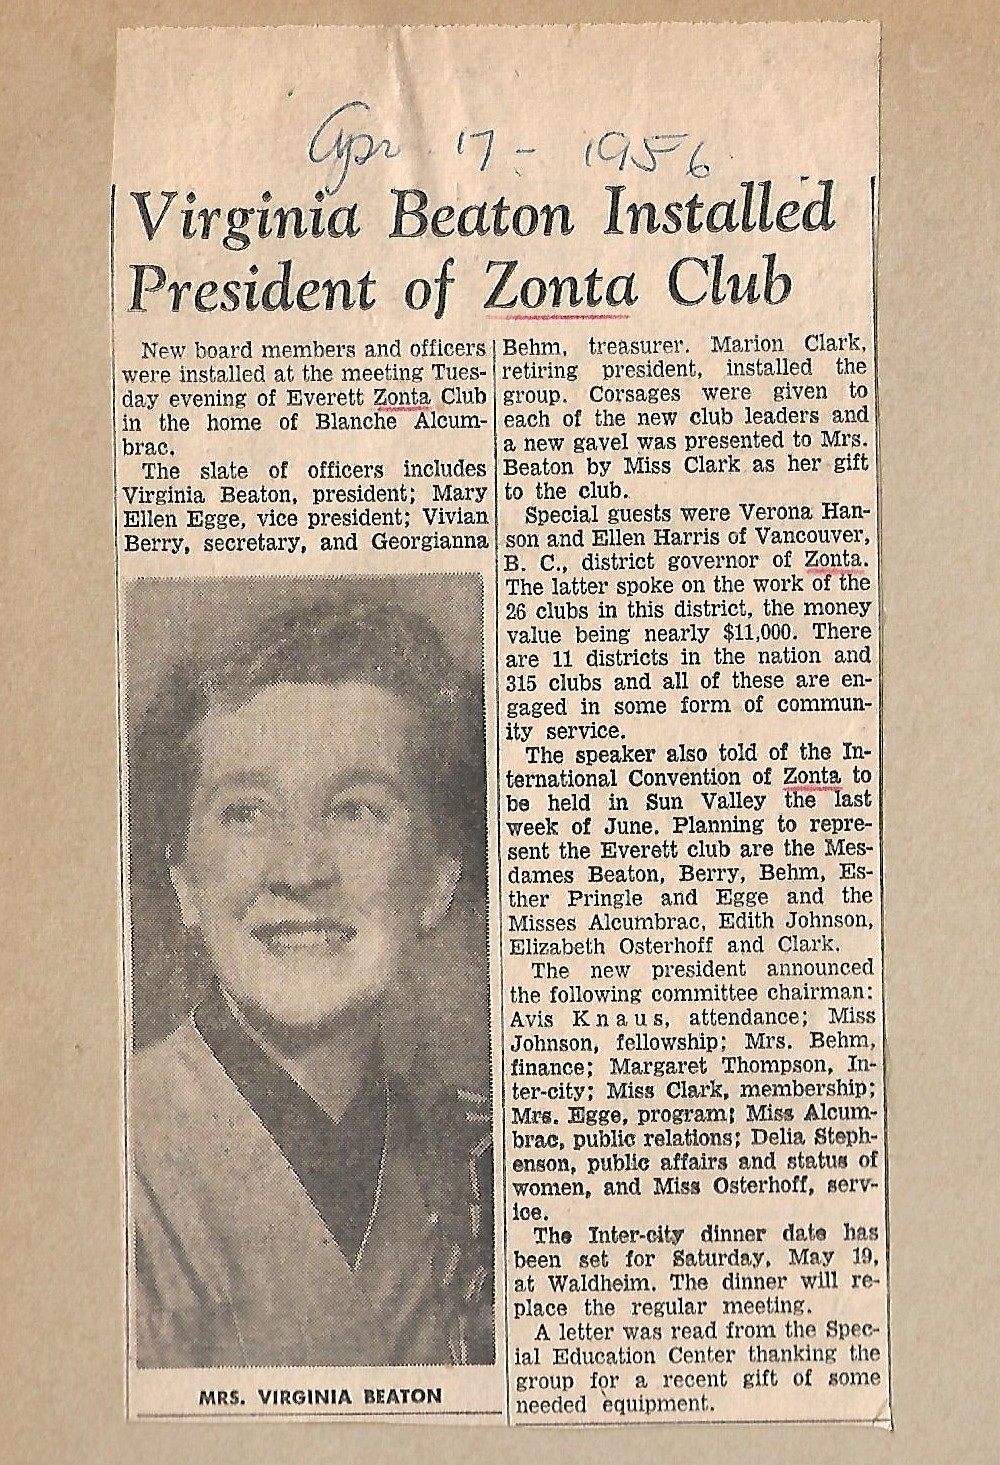 Apr. 17 - 1956
Virginia Beaton Installed
President of Zonta Club
New board members and officers
were installed at the meeting Tues-
day evening of Everett Zonta Club
in the home of Blanche Alcum-
brac.
The slate of officers includes
Virginia Beaton, president; Mary
Ellen Egge, vice president; Vivian
Berry, secretary, and Georgianna
MRS. VIRGINIA BEATON
Behm, treasurer. Marion Clark,
retiring president, installed the
group. Corsages were given to
each of the new club leaders and
a new gavel was presented to Mrs.
Beaton by Miss Clark as her gift
to the club.
Special guests were Verona Han-
son and Ellen Harris of Vancouver,
B. C., district governor of Zonta.
The latter spoke on the work of the
26 clubs in this district, the money
value being nearly $11,000. There
are 11 districts in the nation and
315 clubs and all of these are en-
gaged in some form of commun-
ity service.
The speaker also told of the In-
ternational Convention of Zonta to
be held in Sun Valley the last
week of June. Planning to repre-
sent the Everett club are the Mes-
dames Beaton, Berry, Behm, Es-
ther Pringle and Egge and the
Misses Alcumbrac, Edith Johnson,
Elizabeth Osterhoff and Clark.
The new president announced
the following committee chairman:
Avis Knaus, attendance; Miss
Johnson, fellowship; Mrs. Behm,
finance; Margaret Thompson, In-
ter-city; Miss Clark, membership;
Mrs. Egge, program; Miss Alcum-
brac, public relations; Delia Steph-
enson, public affairs and status of
women, and Miss Osterhoff, serv-
ice.
The Inter-city dinner date has
been set for Saturday, May 19,
at Waldheim. The dinner will re-
place the regular meeting.
A letter was read from the Spec-
ial Education Center thanking the
group for a recent gift of some
needed equipment.